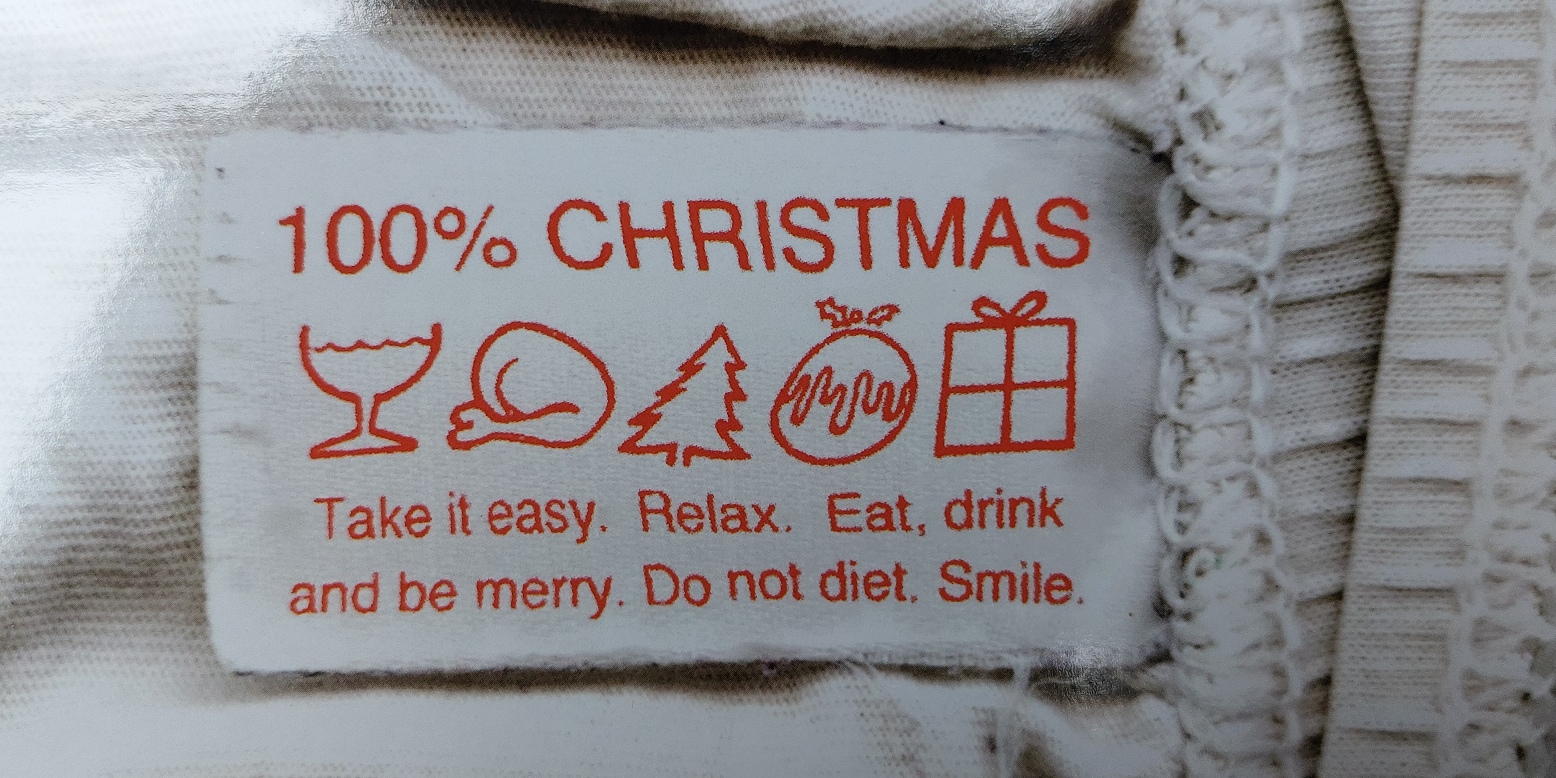 100% CHRISTMAS
Take it easy. Relax. Eat, drink
and be merry. Do not diet. Smile.